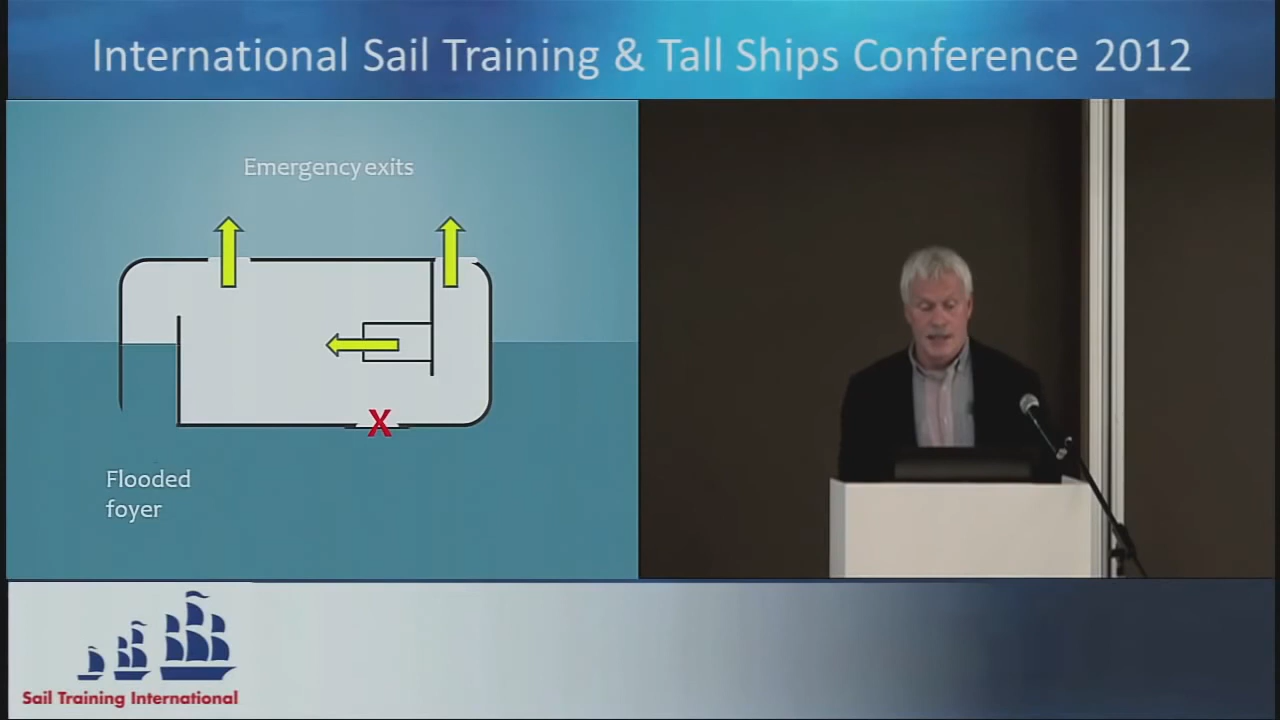 International Sail Training & Tall Ships Conference 2012
Emergency exits
X
Flooded
foyer
Sail Training International